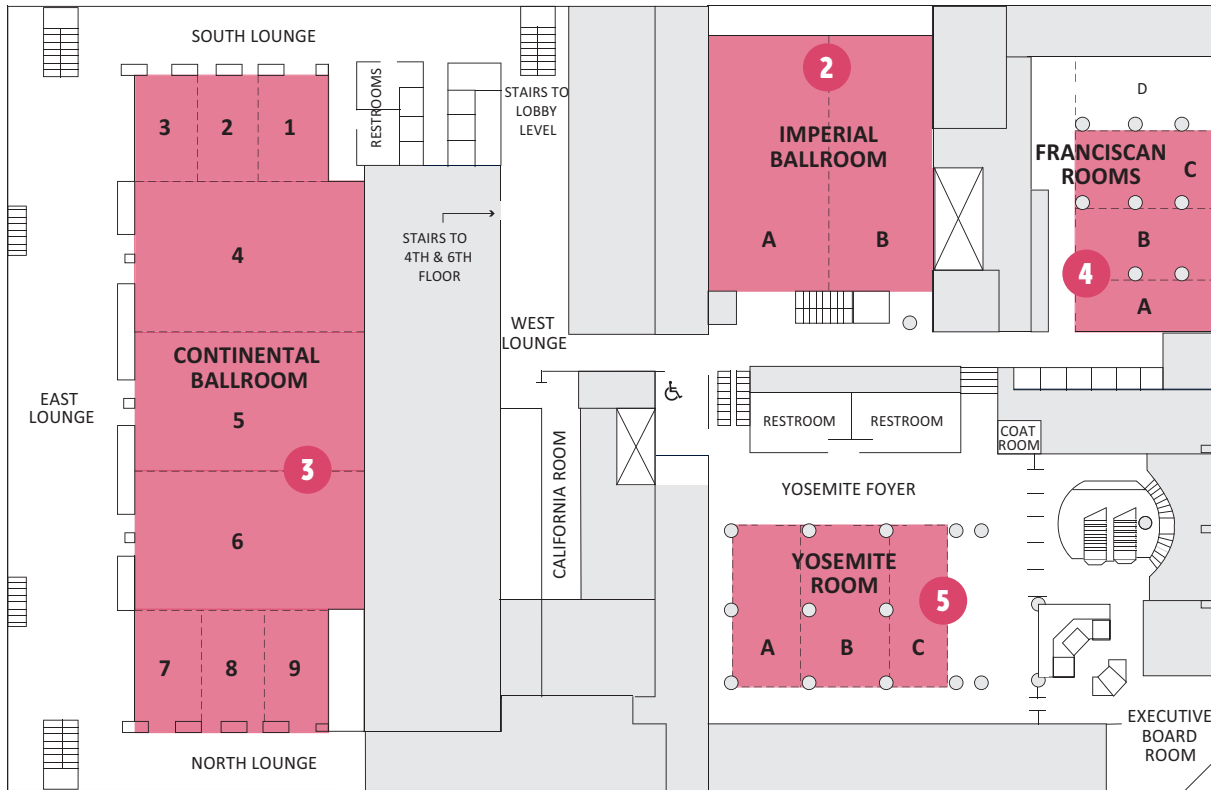 SOUTH LOUNGE
3
2
1
RESTROOMS
STAIRS TO
LOBBY
LEVEL
4
STAIRS TO
4TH & 6TH
FLOOR
CONTINENTAL
BALLROOM
EAST
LOUNGE
5
3
6
7
8
9
NORTH LOUNGE
WEST
LOUNGE
CALIFORNIA ROOM
2
IMPERIAL
BALLROOM
A
B
D
FRANCISCAN
ROOMS
C
B
4
A
RESTROOM
RESTROOM
COAT
ROOM
YOSEMITE FOYER
YOSEMITE
ROOM
5
A
B
C
EXECUTIVE
BOARD
ROOM